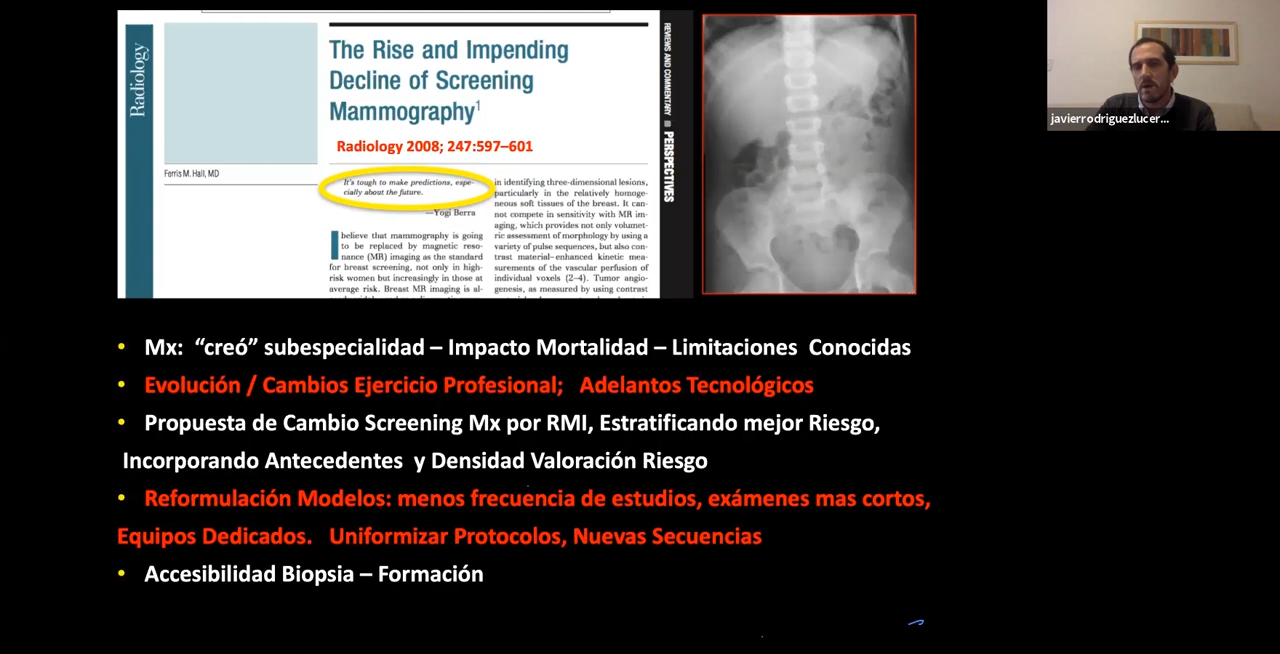 Radiology
The Rise and Impending
Decline of Screening
Mammography¹
Radiology 2008; 247:597–601
Ferris M. Hall, MD
It's tough to make predictions, espe-
cially about the future.
—Yogi Berra
I believe that mammography is going
to be replaced by magnetic reso-
nance (MR) imaging as the standard
for breast screening, not only in high-
risk women but increasingly in those at
average risk. Breast MR imaging is al-
in identifying three-dimensional lesions,
particularly in the relatively homoge-
neous soft tissues of the breast. It can-
not compete in sensitivity with MR im-
aging, which provides not only volumet-
ric assessment of morphology by using a
variety of pulse sequences, but also con-
trast material–enhanced kinetic mea-
surements of the vascular perfusion of
individual voxels (2–4). Tumor angio-
genesis, as measured by using contrast
REVIEWS AND COMMENTARY ■ PERSPECTIVES
javierrodriguezlucer...
• Mx: “creó” subespecialidad – Impacto Mortalidad – Limitaciones Conocidas
• Evolución / Cambios Ejercicio Profesional; Adelantos Tecnológicos
• Propuesta de Cambio Screening Mx por RMI, Estratificando mejor Riesgo,
Incorporando Antecedentes y Densidad Valoración Riesgo
• Reformulación Modelos: menos frecuencia de estudios, exámenes mas cortos,
Equipos Dedicados. Uniformizar Protocolos, Nuevas Secuencias
• Accesibilidad Biopsia – Formación